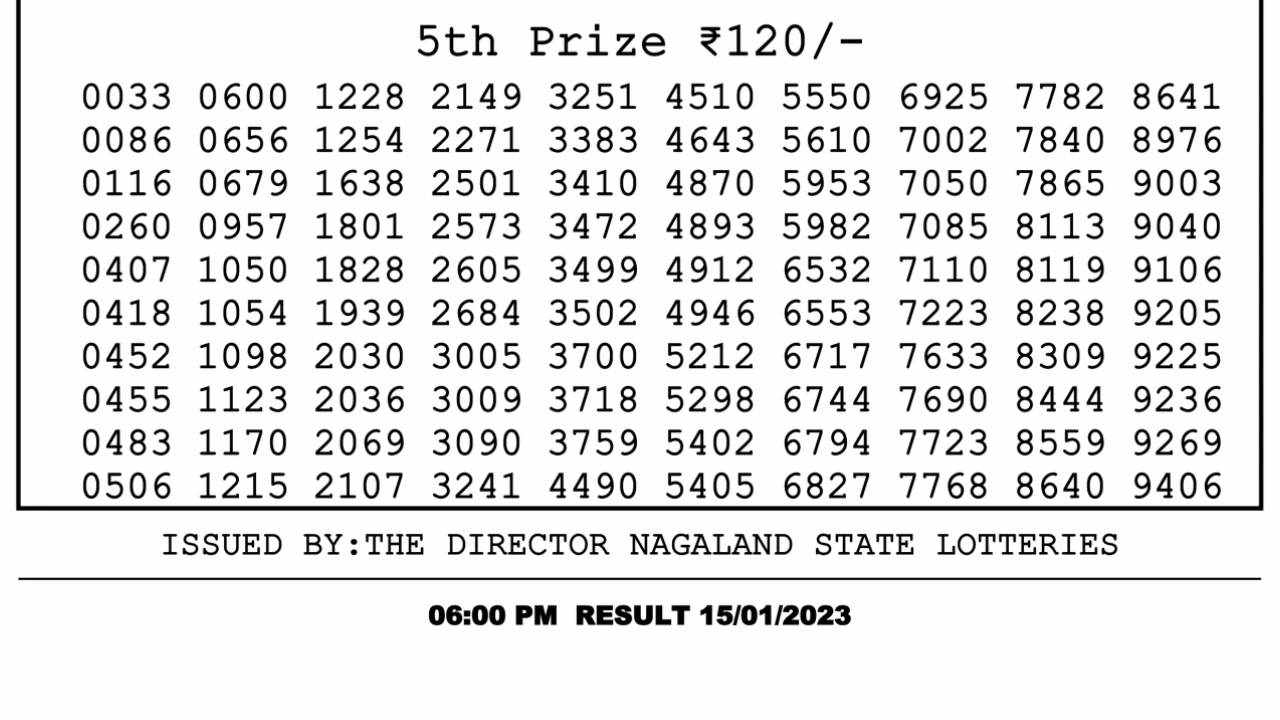 5th Prize ₹120/-
0033 0600 1228 2149 3251 4510 5550 6925 7782 8641
0086 0656 1254 2271 3383 4643 5610 7002 7840 8976
0116 0679 1638 2501 3410 4870 5953 7050 7865 9003
0260 0957 1801 2573 3472 4893 5982 7085 8113 9040
0407 1050 1828 2605 3499 4912 6532 7110 8119 9106
0418 1054 1939 2684 3502 4946 6553 7223 8238 9205
0452 1098 2030 3005 3700 5212 6717 7633 8309 9225
0455 1123 2036 3009 3718 5298 6744 7690 8444 9236
0483 1170 2069 3090 3759 5402 6794 7723 8559 9269
0506 1215 2107 3241 4490 5405 6827 7768 8640 9406
ISSUED BY:THE DIRECTOR NAGALAND STATE LOTTERIES
06:00 PM RESULT 15/01/2023